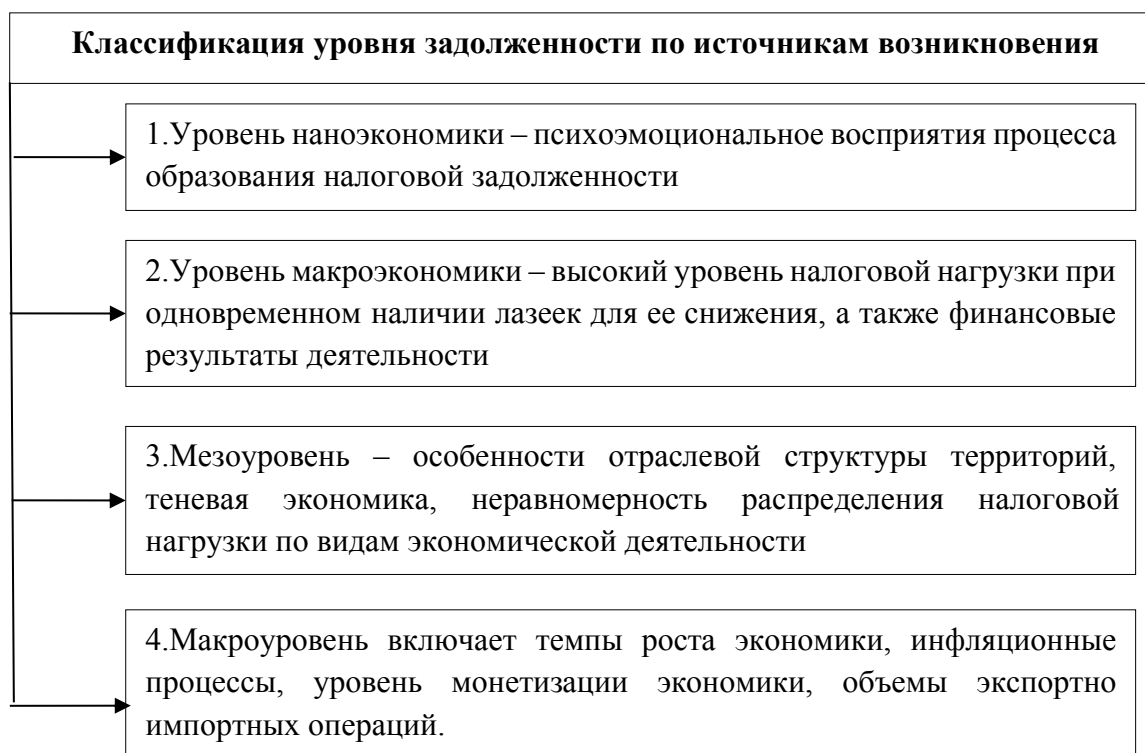 Классификация уровня задолженности по источникам возникновения
1.Уровень наноэкономики – психоэмоциональное восприятия процесса
образования налоговой задолженности
2.Уровень макроэкономики – высокий уровень налоговой нагрузки при
одновременном наличии лазеек для ее снижения, а также финансовые
результаты деятельности
3.Мезоуровень – особенности отраслевой структуры территорий,
теневая экономика, неравномерность распределения налоговой
нагрузки по видам экономической деятельности
4.Макроуровень включает темпы роста экономики, инфляционные
процессы, уровень монетизации экономики, объемы экспортно
импортных операций.